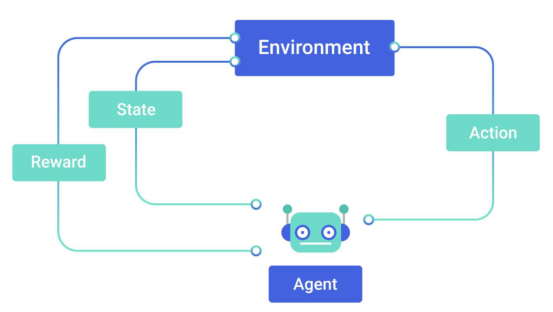 Environment
State
Action
Reward
Agent